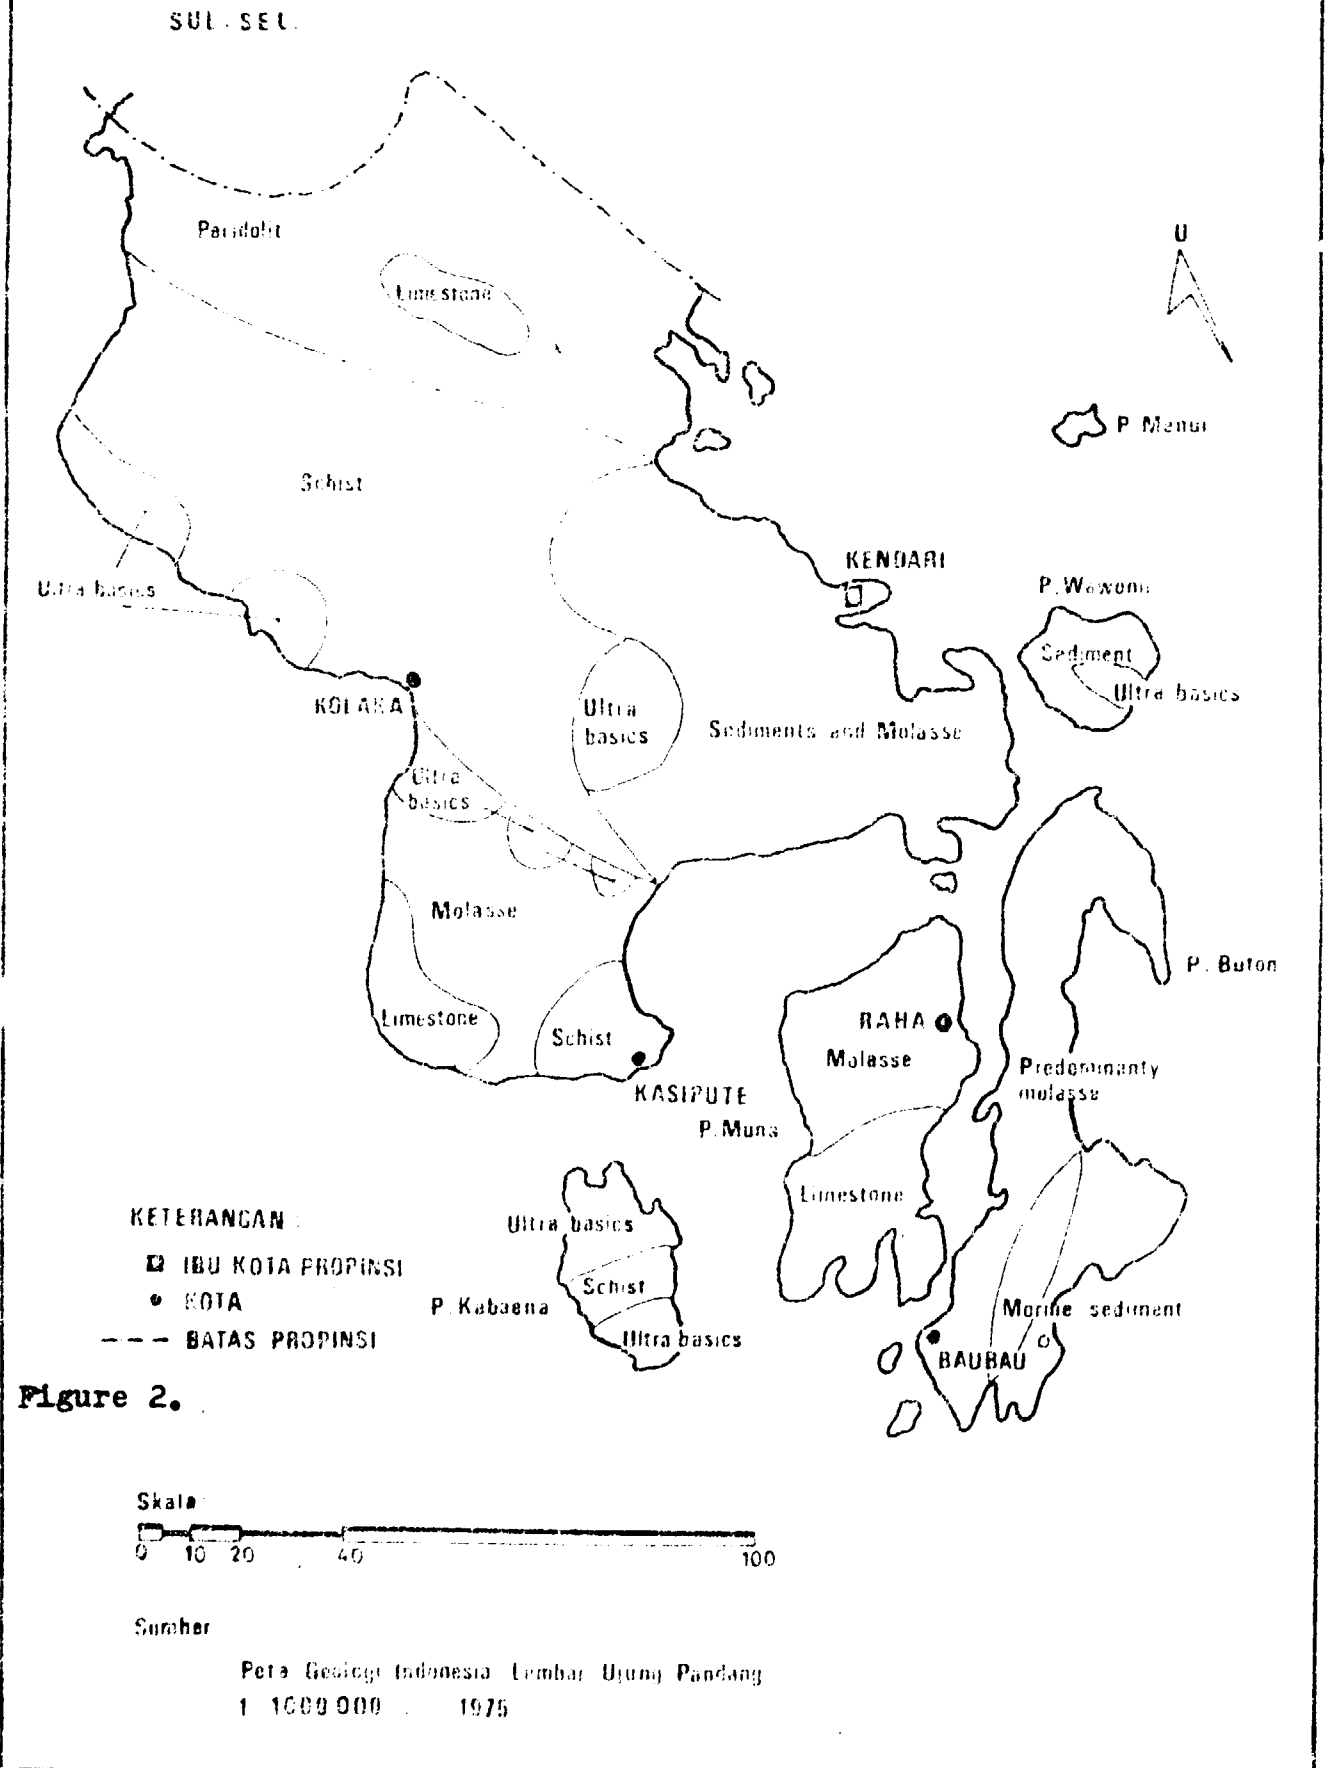 SUL. SEL.
Paridolit
Limestone
U
P. Menui
Schist
KENDARI
Ultra basics
P. Wawonii
Sediment
Ultra basics
KOLAKA
Ultra
basics
Sediments and Molasse
Ultra
basics
Molasse
P. Buton
Limestone
Schist
RAHA
Molasse
Predominanty
molasse
KASIPUTE
P. Muna
Limestone
KETERANGAN :
IBU KOTA PROPINSI
KOTA
BATAS PROPINSI
Ultra basics
Schist
P. Kabaena
Ultra basics
Morine sediment
BAUBAU
Figure 2.
Skala
0 10 20 40 100
Sumber
Peta Geologi Indonesia Lembar Ujung Pandang
1 1000 000 1975